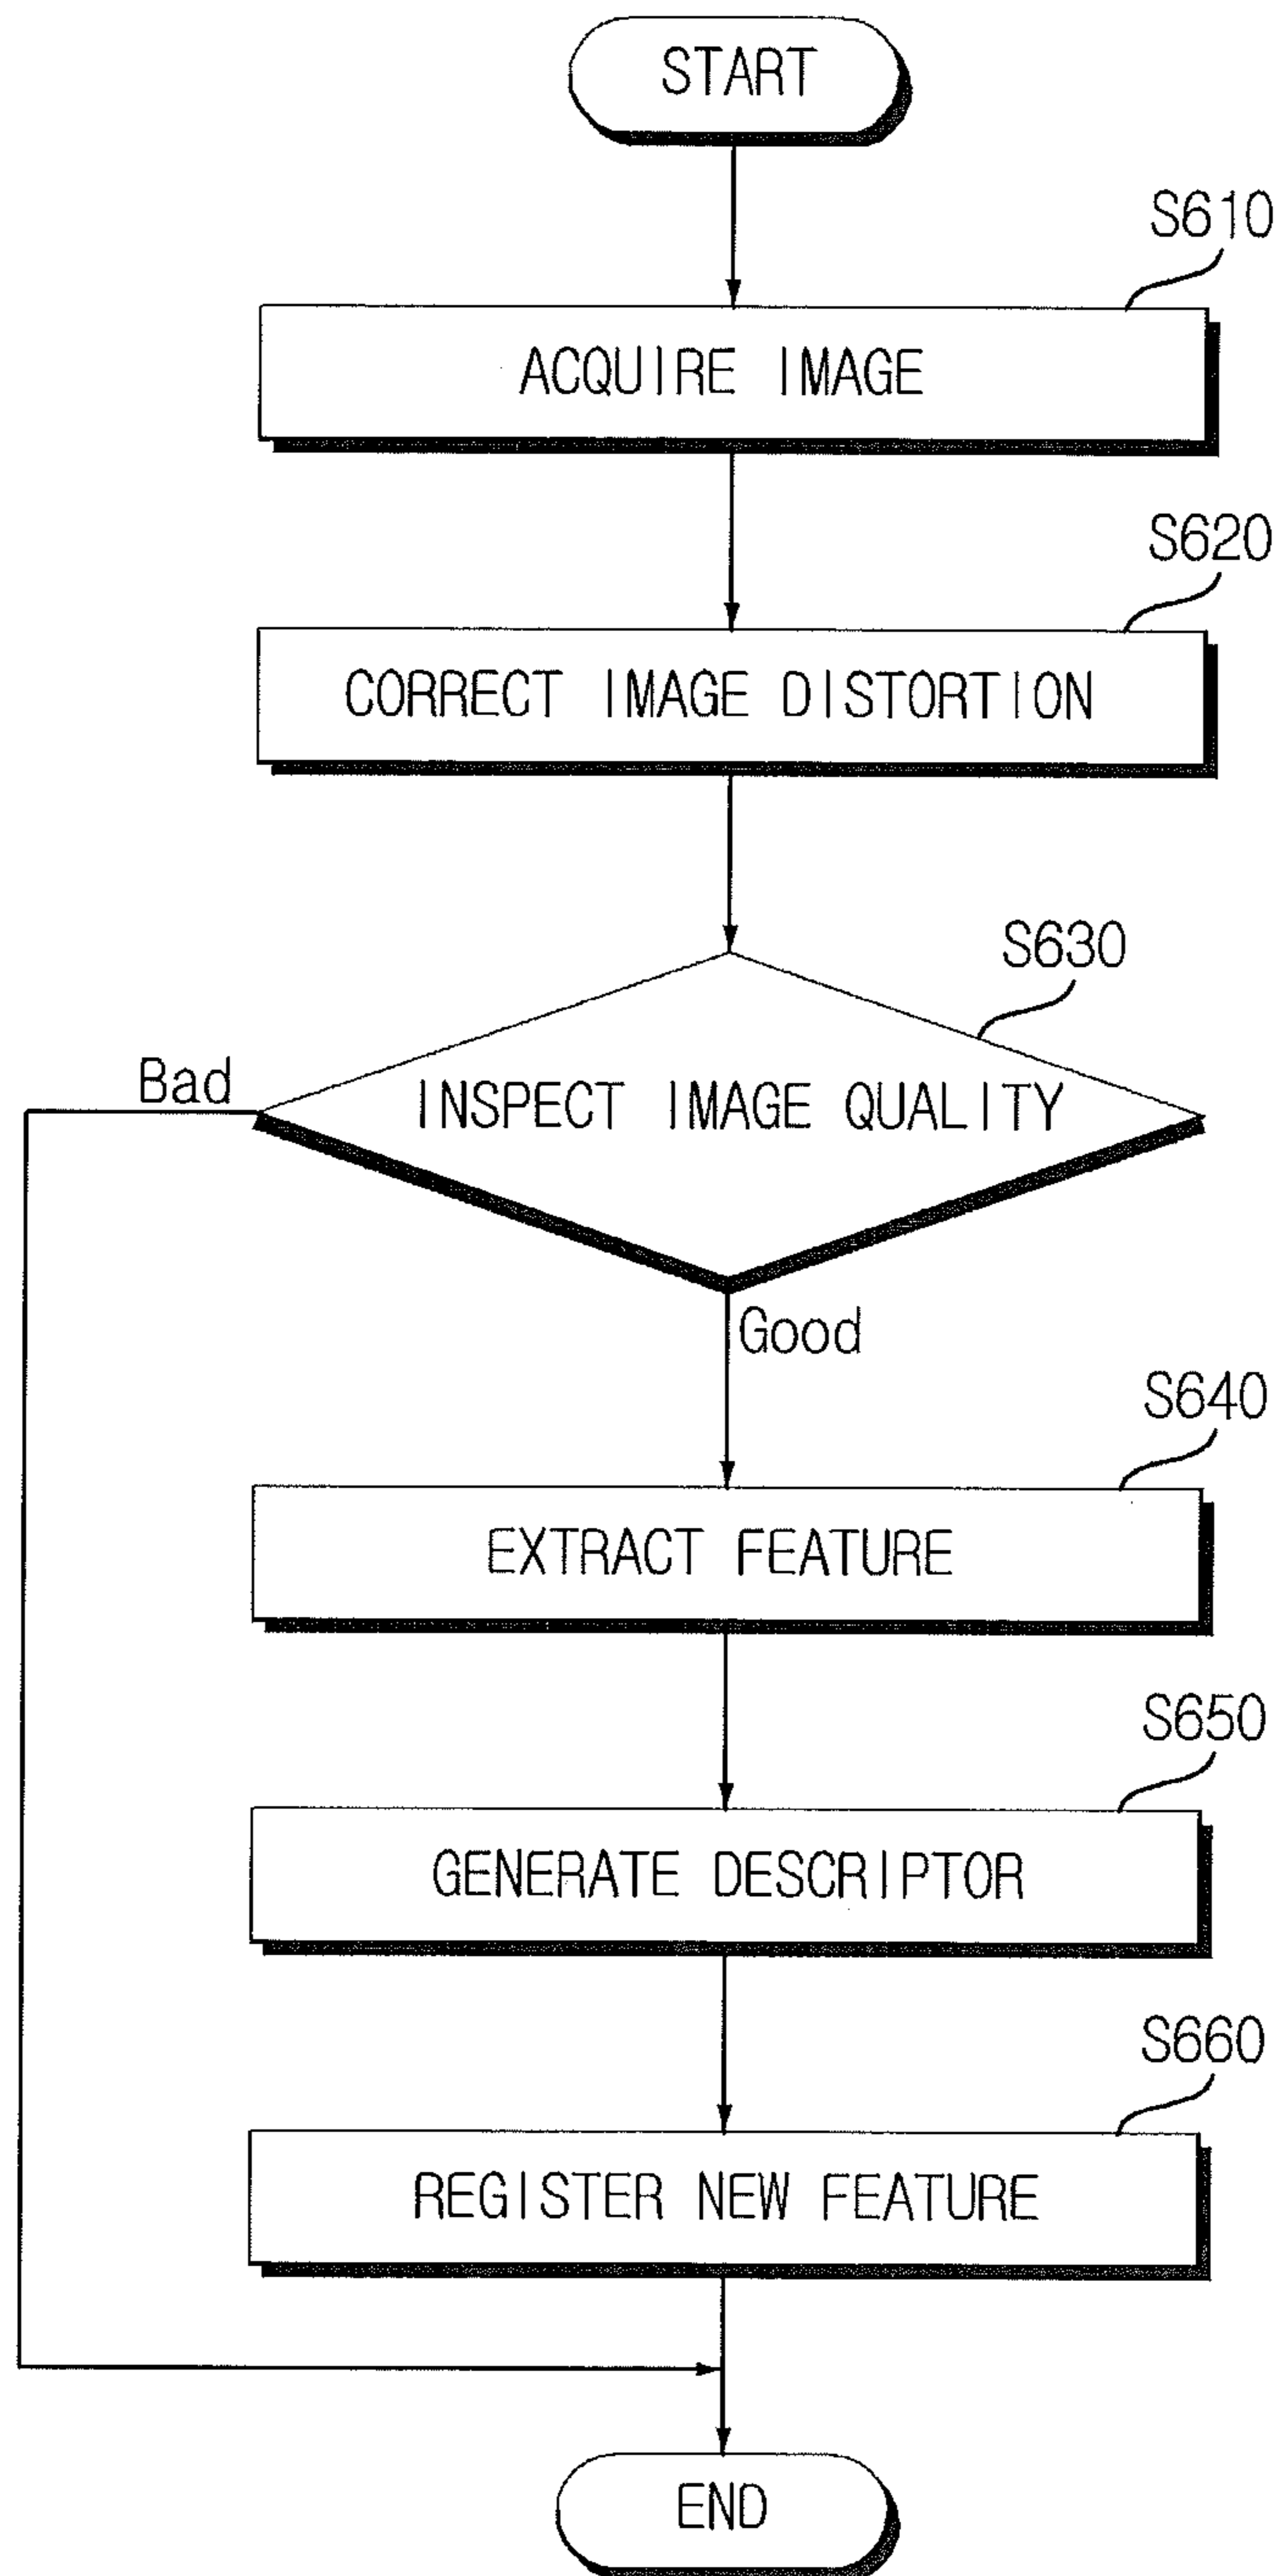 START
S610
ACQUIRE IMAGE
S620
CORRECT IMAGE DISTORTION
S630
Bad
INSPECT IMAGE QUALITY
Good
S640
EXTRACT FEATURE
S650
GENERATE DESCRIPTOR
S660
REGISTER NEW FEATURE
END